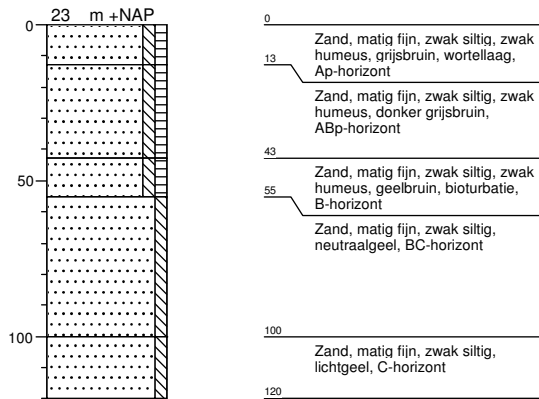 23 m +NAP
0
50
100
0
Zand, matig fijn, zwak siltig, zwak
humeus, grijsbruin, wortellaag,
Ap-horizont
13
Zand, matig fijn, zwak siltig, zwak
humeus, donker grijsbruin,
ABp-horizont
43
Zand, matig fijn, zwak siltig, zwak
humeus, geelbruin, bioturbatie,
B-horizont
55
Zand, matig fijn, zwak siltig,
neutraalgeel, BC-horizont
100
Zand, matig fijn, zwak siltig,
lichtgeel, C-horizont
120